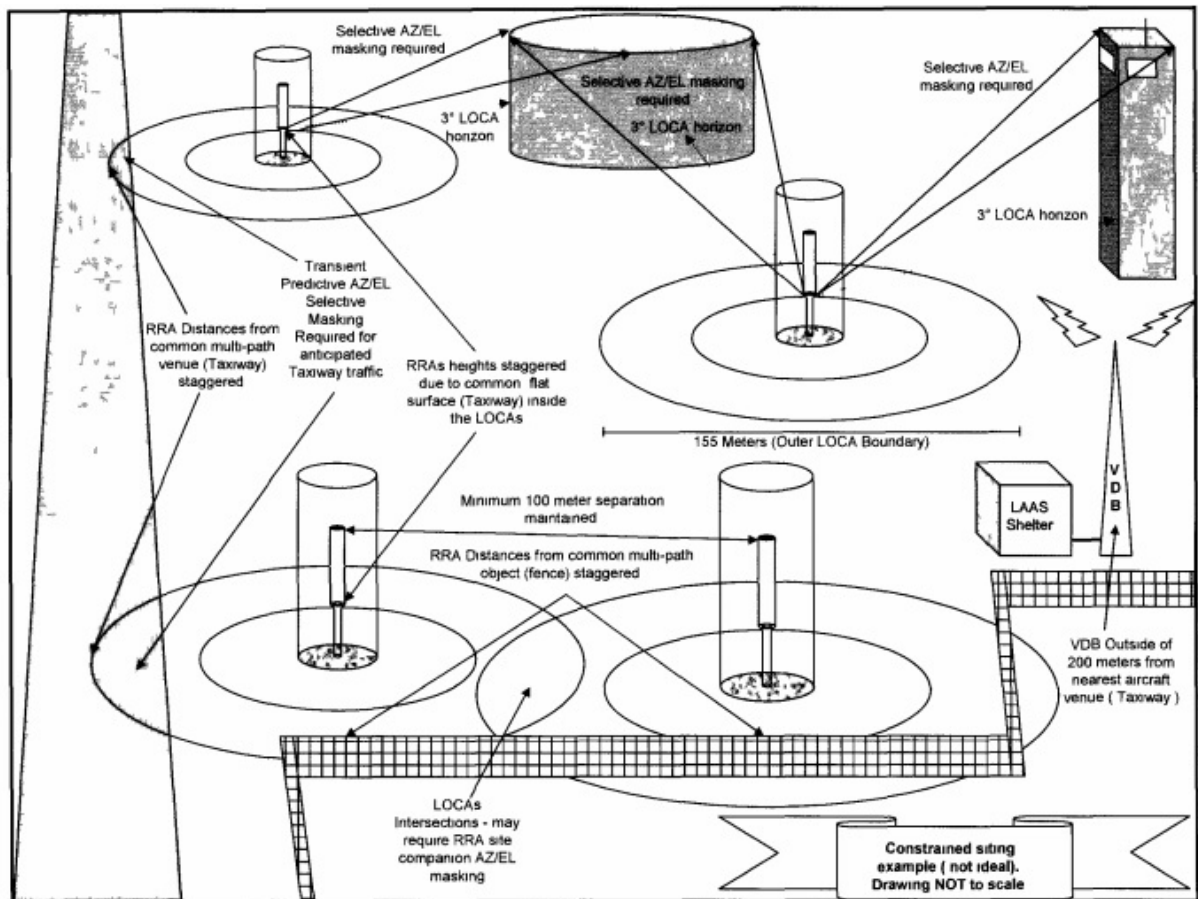 Selective AZ/EL
masking required
Selective AZ/EL masking
required
3° LOCA
horizon
3° LOCA horizon
Selective AZ/EL
masking required
3° LOCA horizon
Transient
Predictive AZ/EL
Selective
Masking
Required for
anticipated
Taxiway traffic
RRA Distances from
common multi-path
venue (Taxiway)
staggered
RRAs heights staggered
due to common flat
surface (Taxiway) inside
the LOCAs
155 Meters (Outer LOCA Boundary)
Minimum 100 meter separation
maintained
RRA Distances from common multi-path
object (fence) staggered
LAAS
Shelter
V
D
B
VDB Outside of
200 meters from
nearest aircraft
venue ( Taxiway )
LOCAs
Intersections - may
require RRA site
companion AZ/EL
masking
Constrained siting
example ( not ideal).
Drawing NOT to scale